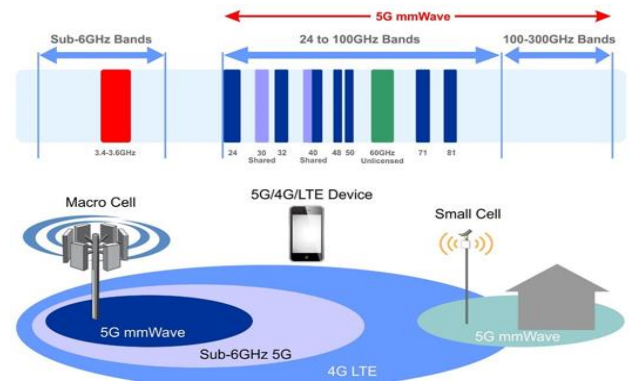 5G mmWave
Sub-6GHz Bands
24 to 100GHz Bands
100-300GHz Bands
3.4-3.6GHz
24
30
Shared
32
40
Shared
48
50
60GHz
Unlicensed
71
81
5G/4G/LTE Device
Macro Cell
Small Cell
5G mmWave
5G mmWave
Sub-6GHz 5G
4G LTE